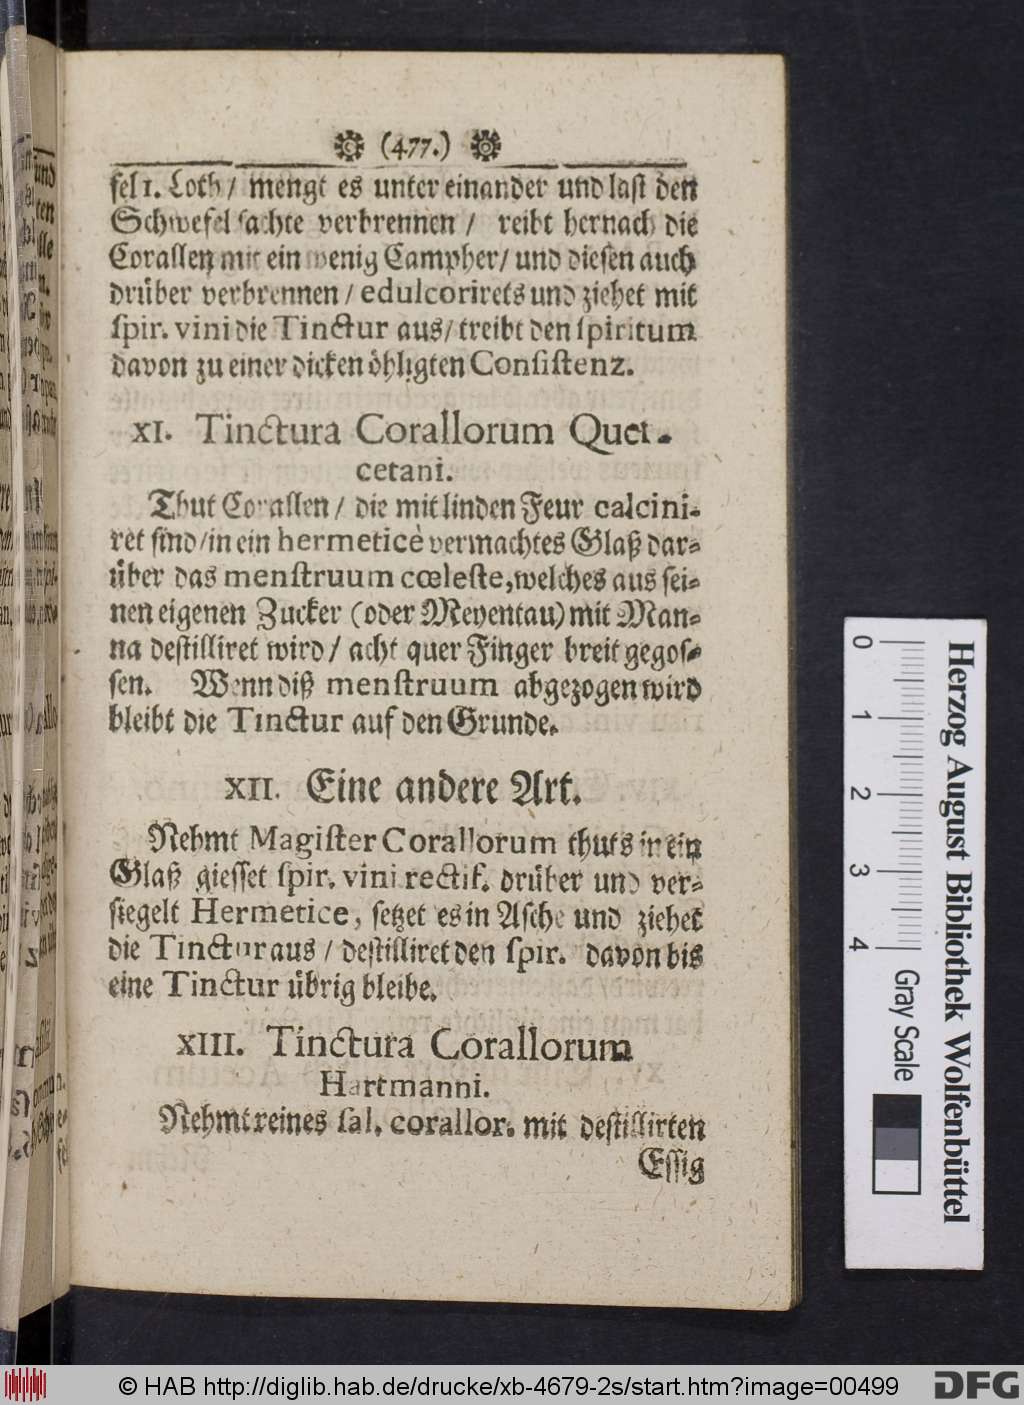 (477.)
sel 1. Loth / mengt es unter einander und last den
Schwefel sachte verbrennen / reibt hernach die
Corallen mit ein wenig Campher / und diesen auch
drüber verbrennen / edulcorirets und ziehet mit
spir. vini die Tinctur aus / treibt den spiritum
davon zu einer dicken öhligten Consistenz.
XI. Tinctura Corallorum Quer-
cetani.
Thut Corallen / die mit linden Feur calcini-
ret sind / in ein hermeticè vermachtes Glaß dar-
über das menstruum cœleste, welches aus sei-
nen eigenen Zucker (oder Meyentau) mit Man-
na destilliret wird / acht quer Finger breit gegos-
sen. Wenn diß menstruum abgezogen wird
bleibt die Tinctur auf den Grunde.
XII. Eine andere Art.
Nehmt Magister Corallorum thuts in ein
Glaß giesset spir. vini rectif. drüber und ver-
siegelt Hermetice, setzet es in Asche und ziehet
die Tinctur aus / destilliret den spir. davon bis
eine Tinctur übrig bleibe.
XIII. Tinctura Corallorum
Hartmanni.
Nehmt reines sal. corallor. mit destillirten
Essig
Herzog August Bibliothek Wolfenbüttel
0 1 2 3 4 Gray Scale
© HAB http://diglib.hab.de/drucke/xb-4679-2s/start.htm?image=00499
DFG